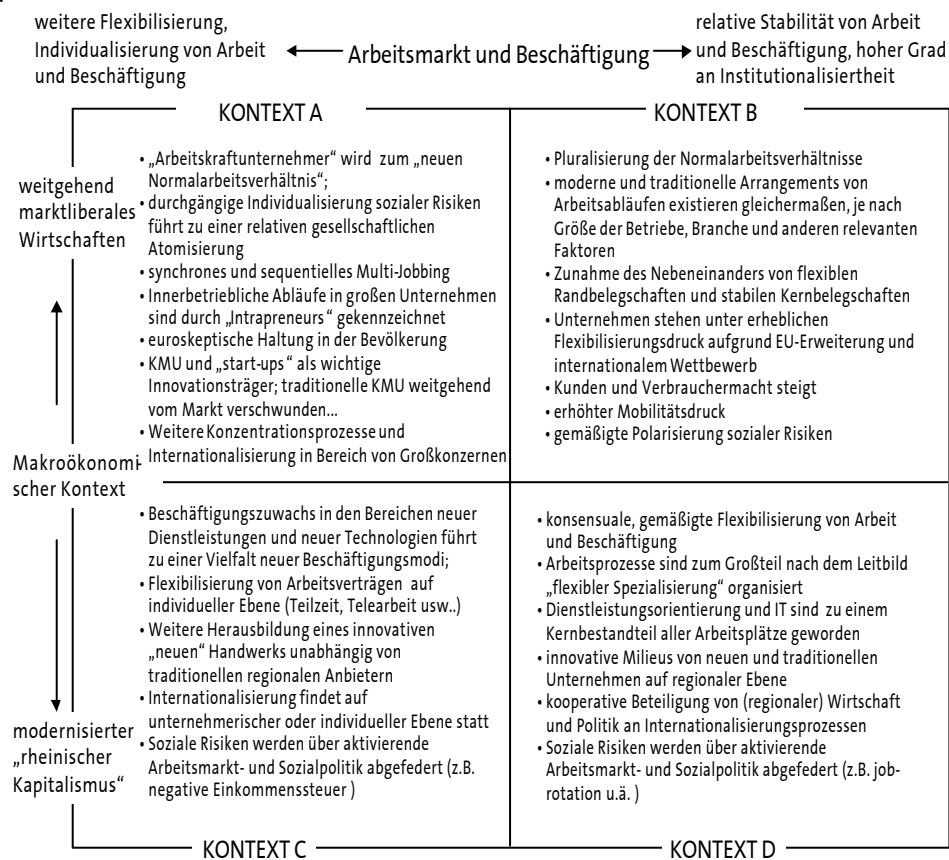 weitere Flexibilisierung,
Individualisierung von Arbeit
und Beschäftigung
Arbeitsmarkt und Beschäftigung
relative Stabilität von Arbeit
und Beschäftigung, hoher Grad
an Institutionalisiertheit
KONTEXT A
KONTEXT B
weitgehend
marktliberales
Wirtschaften
• „Arbeitskraftunternehmer“ wird zum „neuen
Normalarbeitsverhältnis“;
• durchgängige Individualisierung sozialer Risiken
führt zu einer relativen gesellschaftlichen
Atomisierung
• synchrones und sequentielles Multi-Jobbing
• Innerbetriebliche Abläufe in großen Unternehmen
sind durch „Intrapreneurs“ gekennzeichnet
• euroskeptische Haltung in der Bevölkerung
• KMU und „start-ups“ als wichtige
Innovationsträger; traditionelle KMU weitgehend
vom Markt verschwunden...
• Weitere Konzentrationsprozesse und
Internationalisierung in Bereich von Großkonzernen
• Pluralisierung der Normalarbeitsverhältnisse
• moderne und traditionelle Arrangements von
Arbeitsabläufen existieren gleichermaßen, je nach
Größe der Betriebe, Branche und anderen relevanten
Faktoren
• Zunahme des Nebeneinanders von flexiblen
Randbelegschaften und stabilen Kernbelegschaften
• Unternehmen stehen unter erheblichen
Flexibilisierungsdruck aufgrund EU-Erweiterung und
internationalem Wettbewerb
• Kunden und Verbrauchermacht steigt
• erhöhter Mobilitätsdruck
• gemäßigte Polarisierung sozialer Risiken
Makroökonomi-
scher Kontext
• Beschäftigungszuwachs in den Bereichen neuer
Dienstleistungen und neuer Technologien führt
zu einer Vielfalt neuer Beschäftigungsmodi;
• Flexibilisierung von Arbeitsverträgen auf
individueller Ebene (Teilzeit, Telearbeit usw..)
• Weitere Herausbildung eines innovativen
„neuen“ Handwerks unabhängig von
traditionellen regionalen Anbietern
• Internationalisierung findet auf
unternehmerischer oder individueller Ebene statt
• Soziale Risiken werden über aktivierende
Arbeitsmarkt- und Sozialpolitik abgefedert (z.B.
negative Einkommenssteuer )
• konsensuale, gemäßigte Flexibilisierung von Arbeit
und Beschäftigung
• Arbeitsprozesse sind zum Großteil nach dem Leitbild
„flexibler Spezialisierung“ organisiert
• Dienstleistungsorientierung und IT sind zu einem
Kernbestandteil aller Arbeitsplätze geworden
• innovative Milieus von neuen und traditionellen
Unternehmen auf regionaler Ebene
• kooperative Beteiligung von (regionaler) Wirtschaft
und Politik an Internationalisierungsprozessen
• Soziale Risiken werden über aktivierende
Arbeitsmarkt- und Sozialpolitik abgefedert (z.B. job-
rotation u.ä. )
modernisierter
„rheinischer
Kapitalismus“
KONTEXT C
KONTEXT D